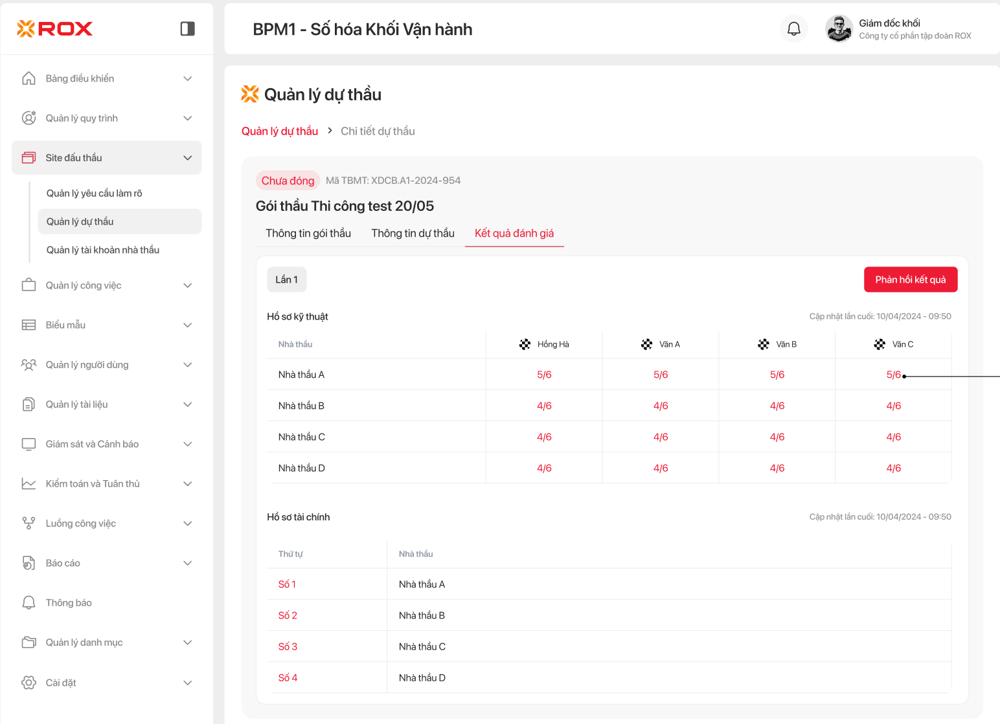 ROX
BPM1 - Số hóa Khối Vận hành
Giám đốc khối
Công ty cổ phần tập đoàn ROX
Bảng điều khiển
Quản lý quy trình
Site đấu thầu
Quản lý yêu cầu làm rõ
Quản lý dự thầu
Quản lý tài khoản nhà thầu
Quản lý công việc
Biểu mẫu
Quản lý người dùng
Quản lý tài liệu
Giám sát và Cảnh báo
Kiểm toán và Tuân thủ
Luồng công việc
Báo cáo
Thông báo
Quản lý danh mục
Cài đặt
Quản lý dự thầu
Quản lý dự thầu > Chi tiết dự thầu
Chưa đóng Mã TBMT: XDCB.A1-2024-954
Gói thầu Thi công test 20/05
Thông tin gói thầu Thông tin dự thầu Kết quả đánh giá
Lần 1 Phản hồi kết quả
Hồ sơ kỹ thuật Cập nhật lần cuối: 10/04/2024 - 09:50
Nhà thầu Hồng Hà Văn A Văn B Văn C
Nhà thầu A 5/6 5/6 5/6 5/6
Nhà thầu B 4/6 4/6 4/6 4/6
Nhà thầu C 4/6 4/6 4/6 4/6
Nhà thầu D 4/6 4/6 4/6 4/6
Hồ sơ tài chính Cập nhật lần cuối: 10/04/2024 - 09:50
Thứ tự Nhà thầu
Số 1 Nhà thầu A
Số 2 Nhà thầu B
Số 3 Nhà thầu C
Số 4 Nhà thầu D